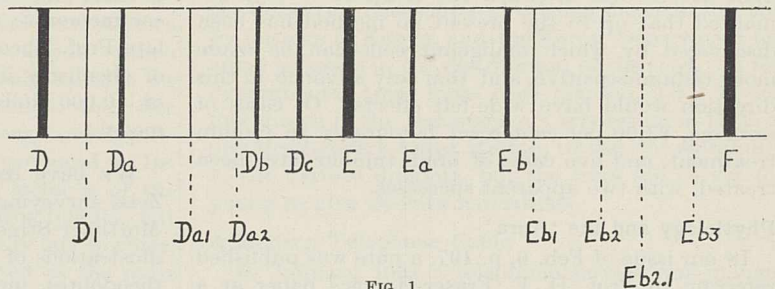 D Da Db Dc E Ea Eb F
D1 Da1 Da2 Eb1 Eb2 Eb3
Eb2.1
FIG. 1.